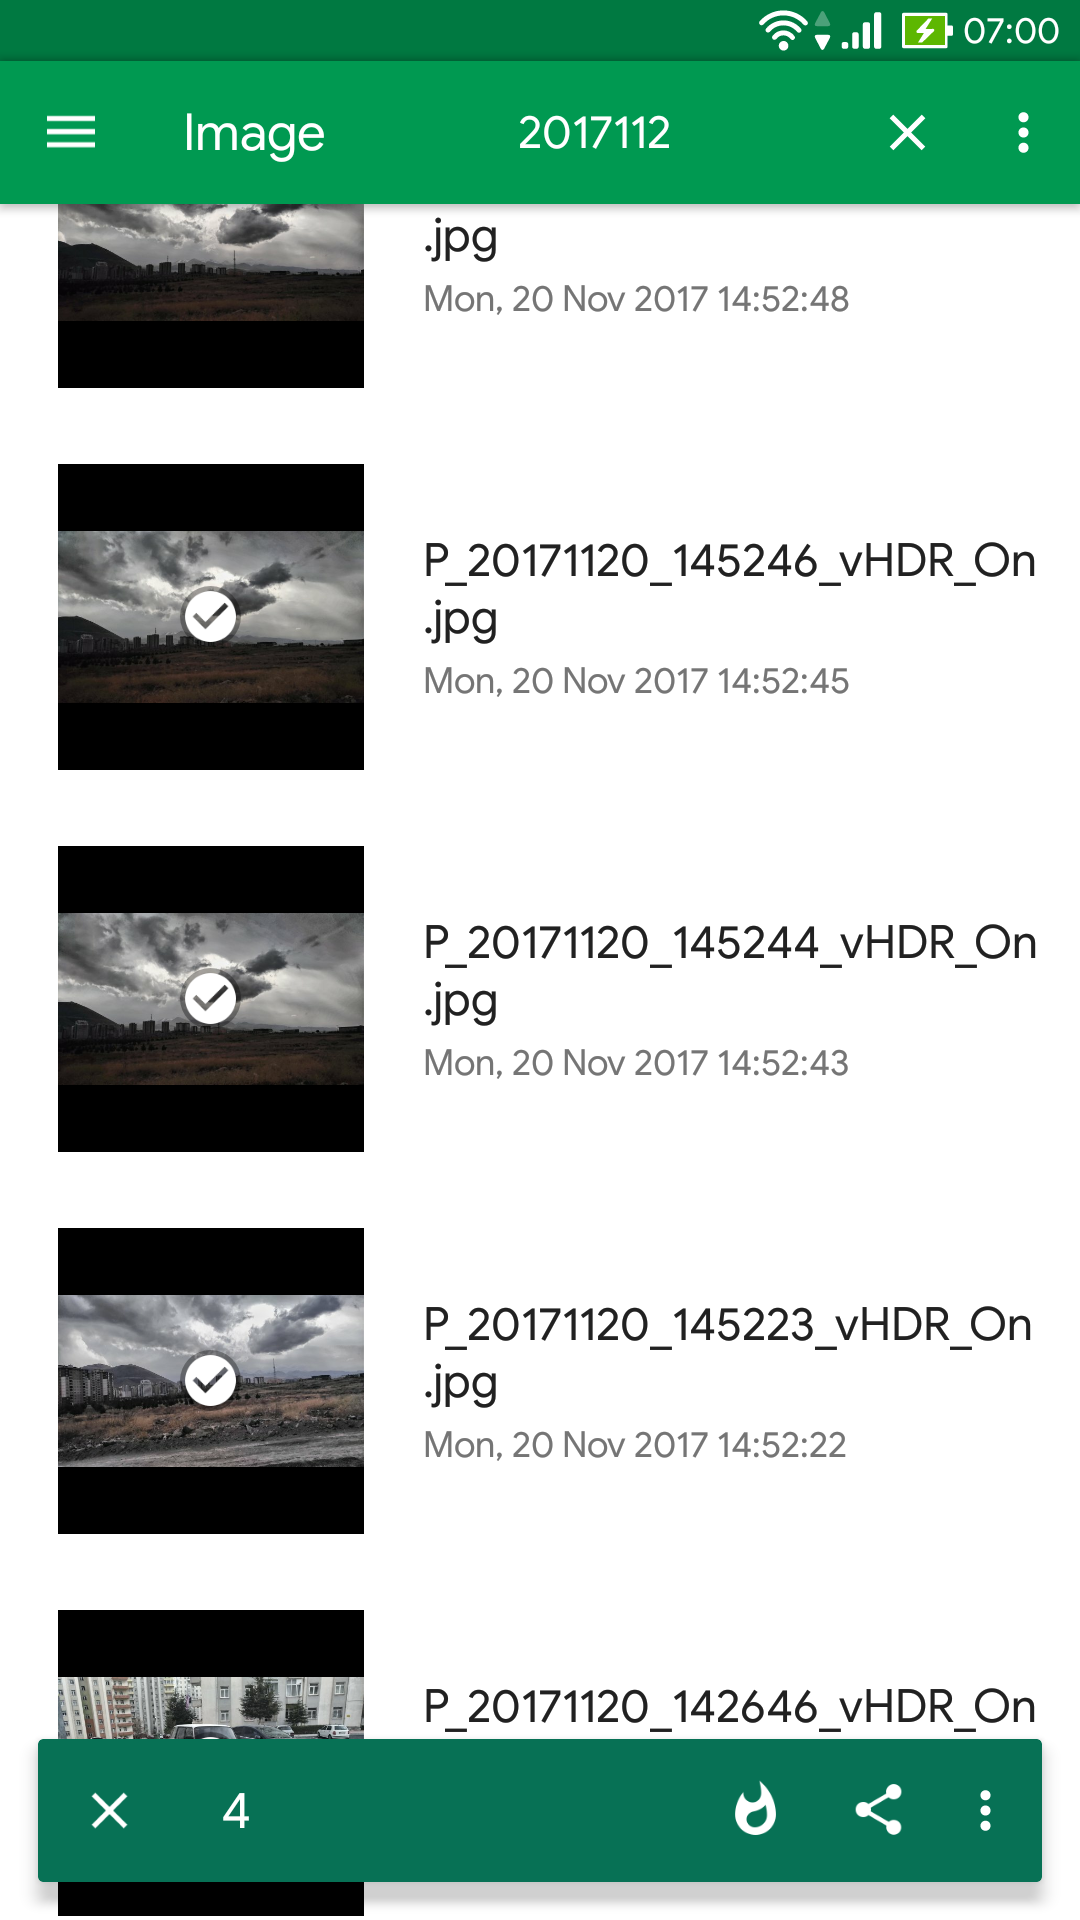 07:00
Image 2017112
.jpg
Mon, 20 Nov 2017 14:52:48
P_20171120_145246_vHDR_On
.jpg
Mon, 20 Nov 2017 14:52:45
P_20171120_145244_vHDR_On
.jpg
Mon, 20 Nov 2017 14:52:43
P_20171120_145223_vHDR_On
.jpg
Mon, 20 Nov 2017 14:52:22
P_20171120_142646_vHDR_On
4